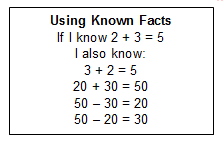 Using Known Facts
If I know 2 + 3 = 5
I also know:
3 + 2 = 5
20 + 30 = 50
50 – 30 = 20
50 – 20 = 30